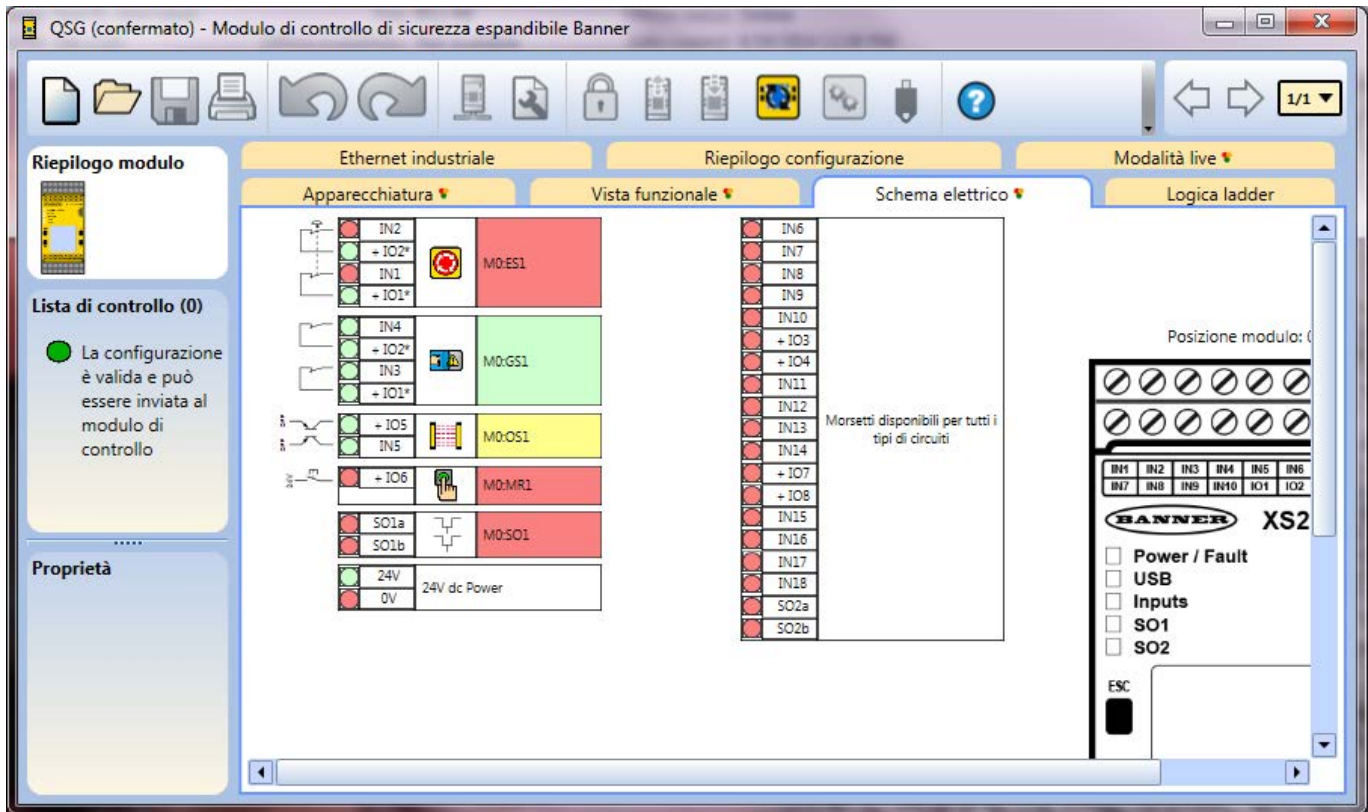 QSG (confermato) - Modulo di controllo di sicurezza espandibile Banner
1/1
Riepilogo modulo
Ethernet industriale
Riepilogo configurazione
Modalità live
Apparecchiatura
Vista funzionale
Schema elettrico
Logica ladder
Lista di controllo (0)
La configurazione
è valida e può
essere inviata al
modulo di
controllo
Proprietà
IN2
+ IO2*
IN1
+ IO1*
M0:ES1
IN4
+ IO2*
IN3
+ IO1*
M0:GS1
+ IO5
IN5
M0:OS1
24V
+ IO6
M0:MR1
SO1a
SO1b
M0:SO1
24V
0V
24V dc Power
IN6
IN7
IN8
IN9
IN10
+ IO3
+ IO4
IN11
IN12
IN13
IN14
+ IO7
+ IO8
IN15
IN16
IN17
IN18
SO2a
SO2b
Morsetti disponibili per tutti i
tipi di circuiti
Posizione modulo:
IN1 IN2 IN3 IN4 IN5 IN6
IN7 IN8 IN9 IN10 IO1 IO2
BANNER XS2
Power / Fault
USB
Inputs
SO1
SO2
ESC